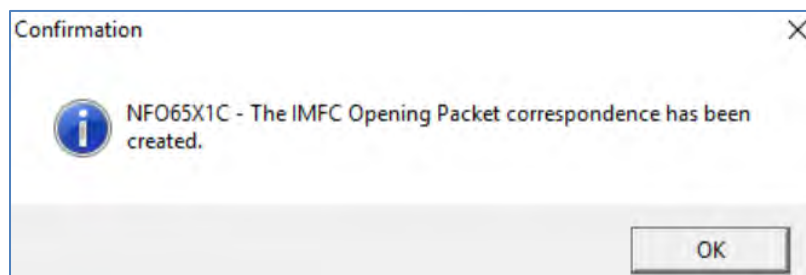 Confirmation
NFO65X1C - The IMFC Opening Packet correspondence has been
created.
OK